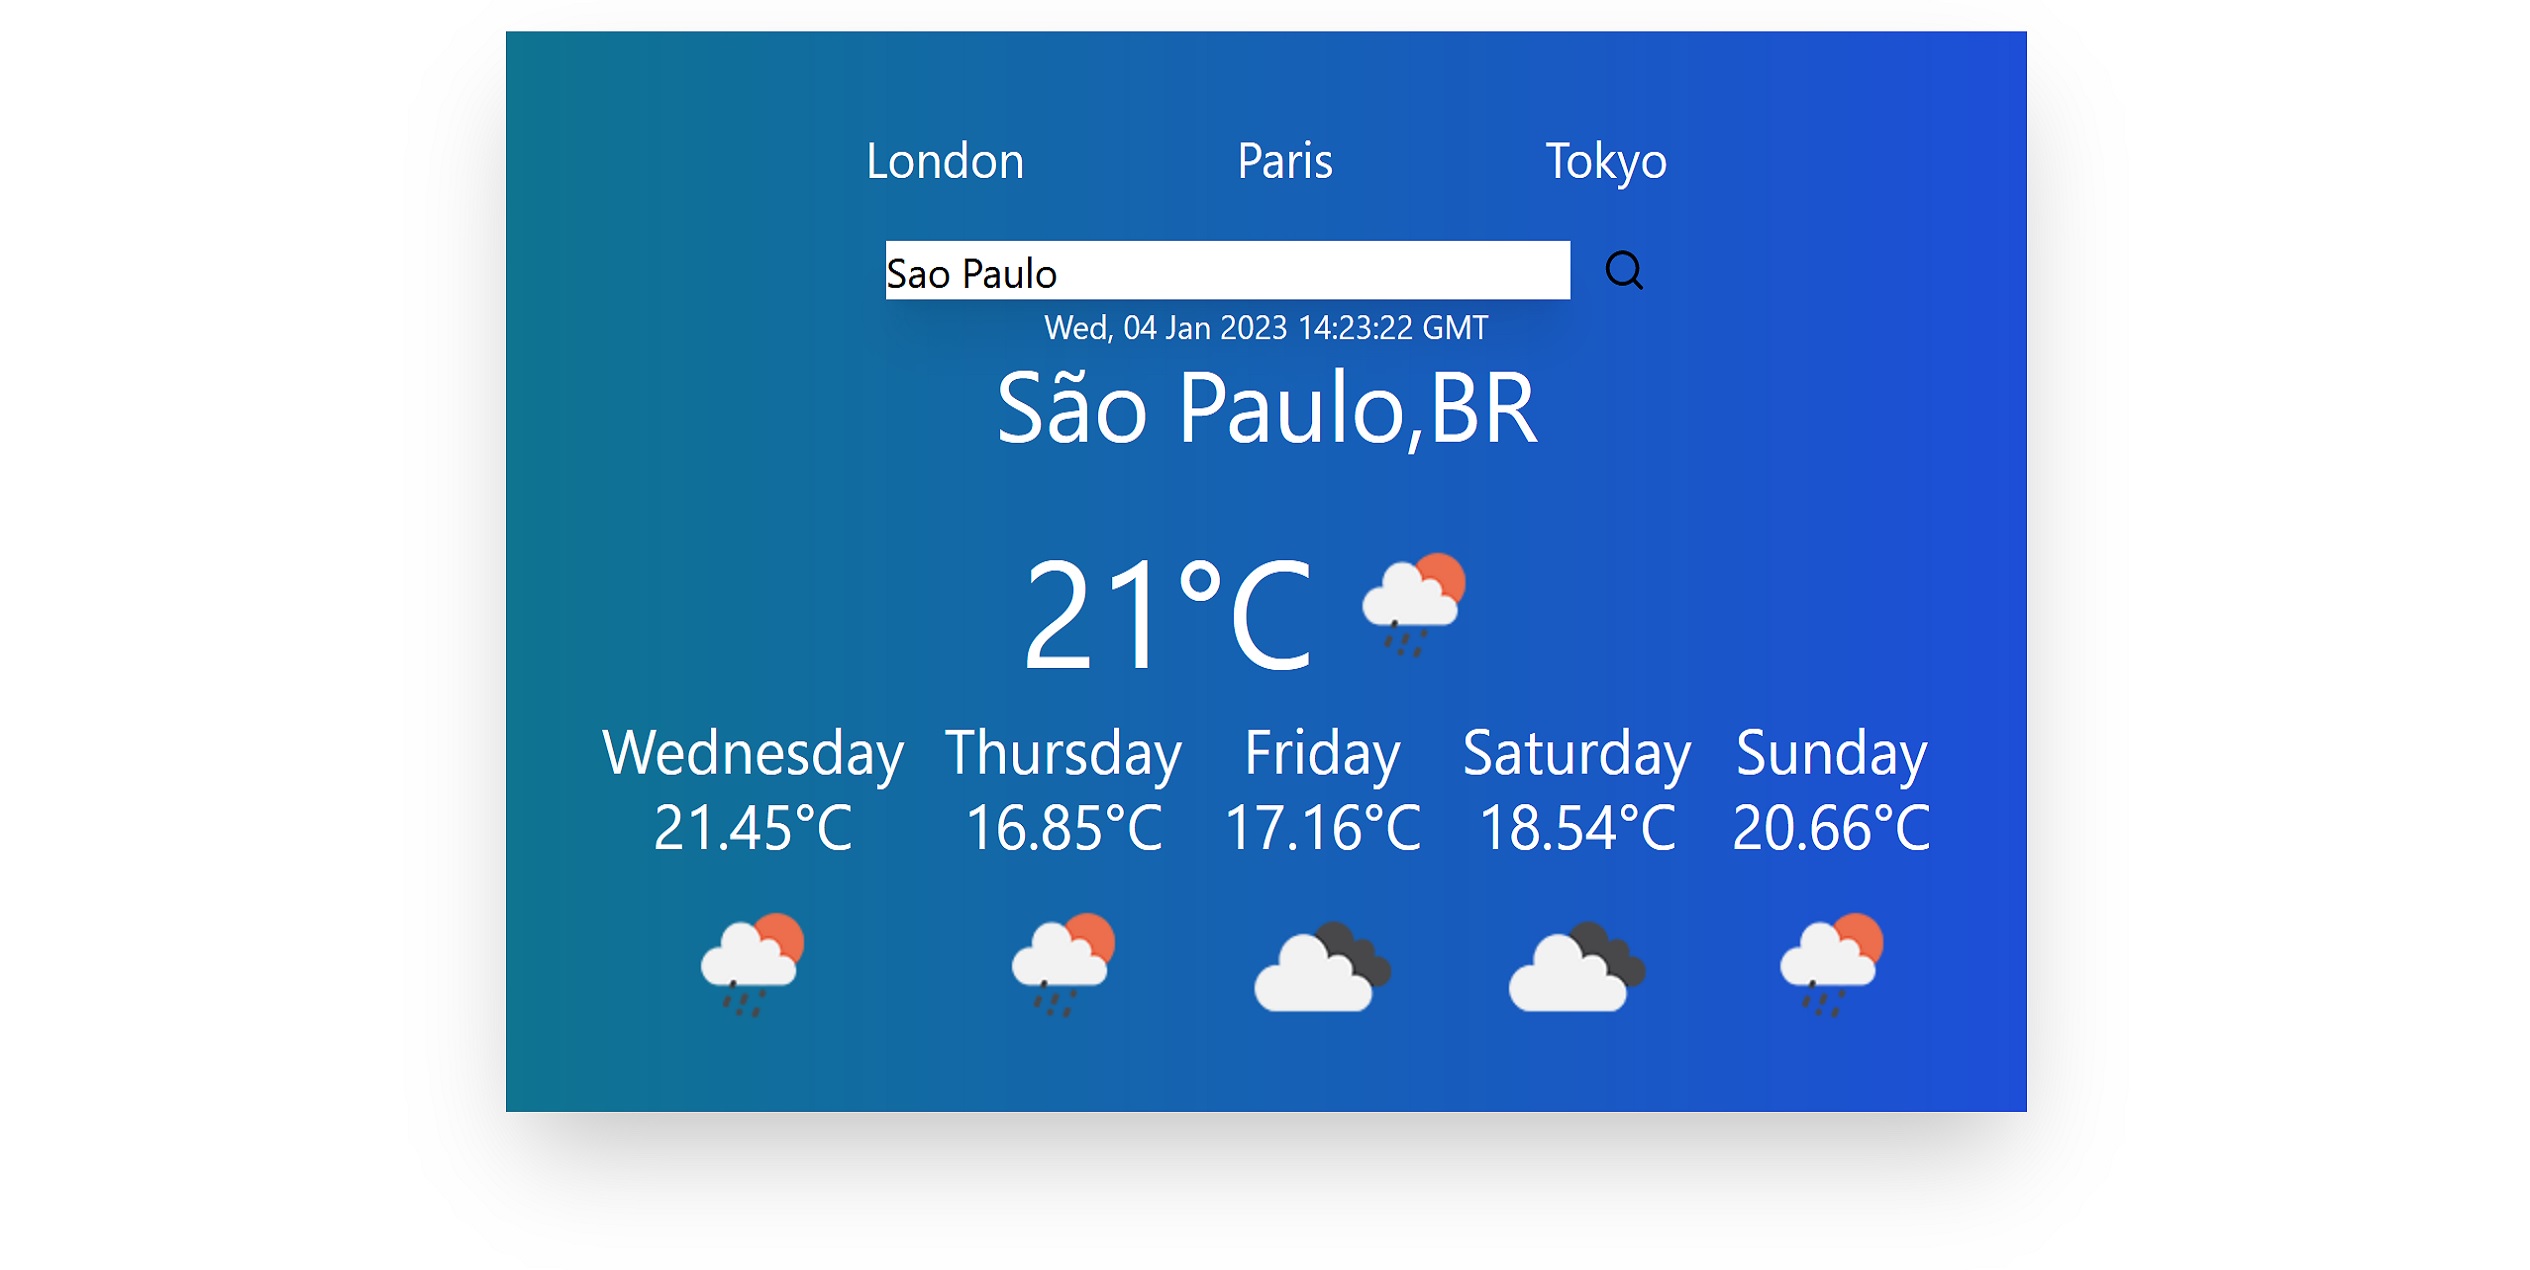 London Paris Tokyo
Sao Paulo
Wed, 04 Jan 2023 14:23:22 GMT
São Paulo,BR
21°C
Wednesday Thursday Friday Saturday Sunday
21.45°C 16.85°C 17.16°C 18.54°C 20.66°C